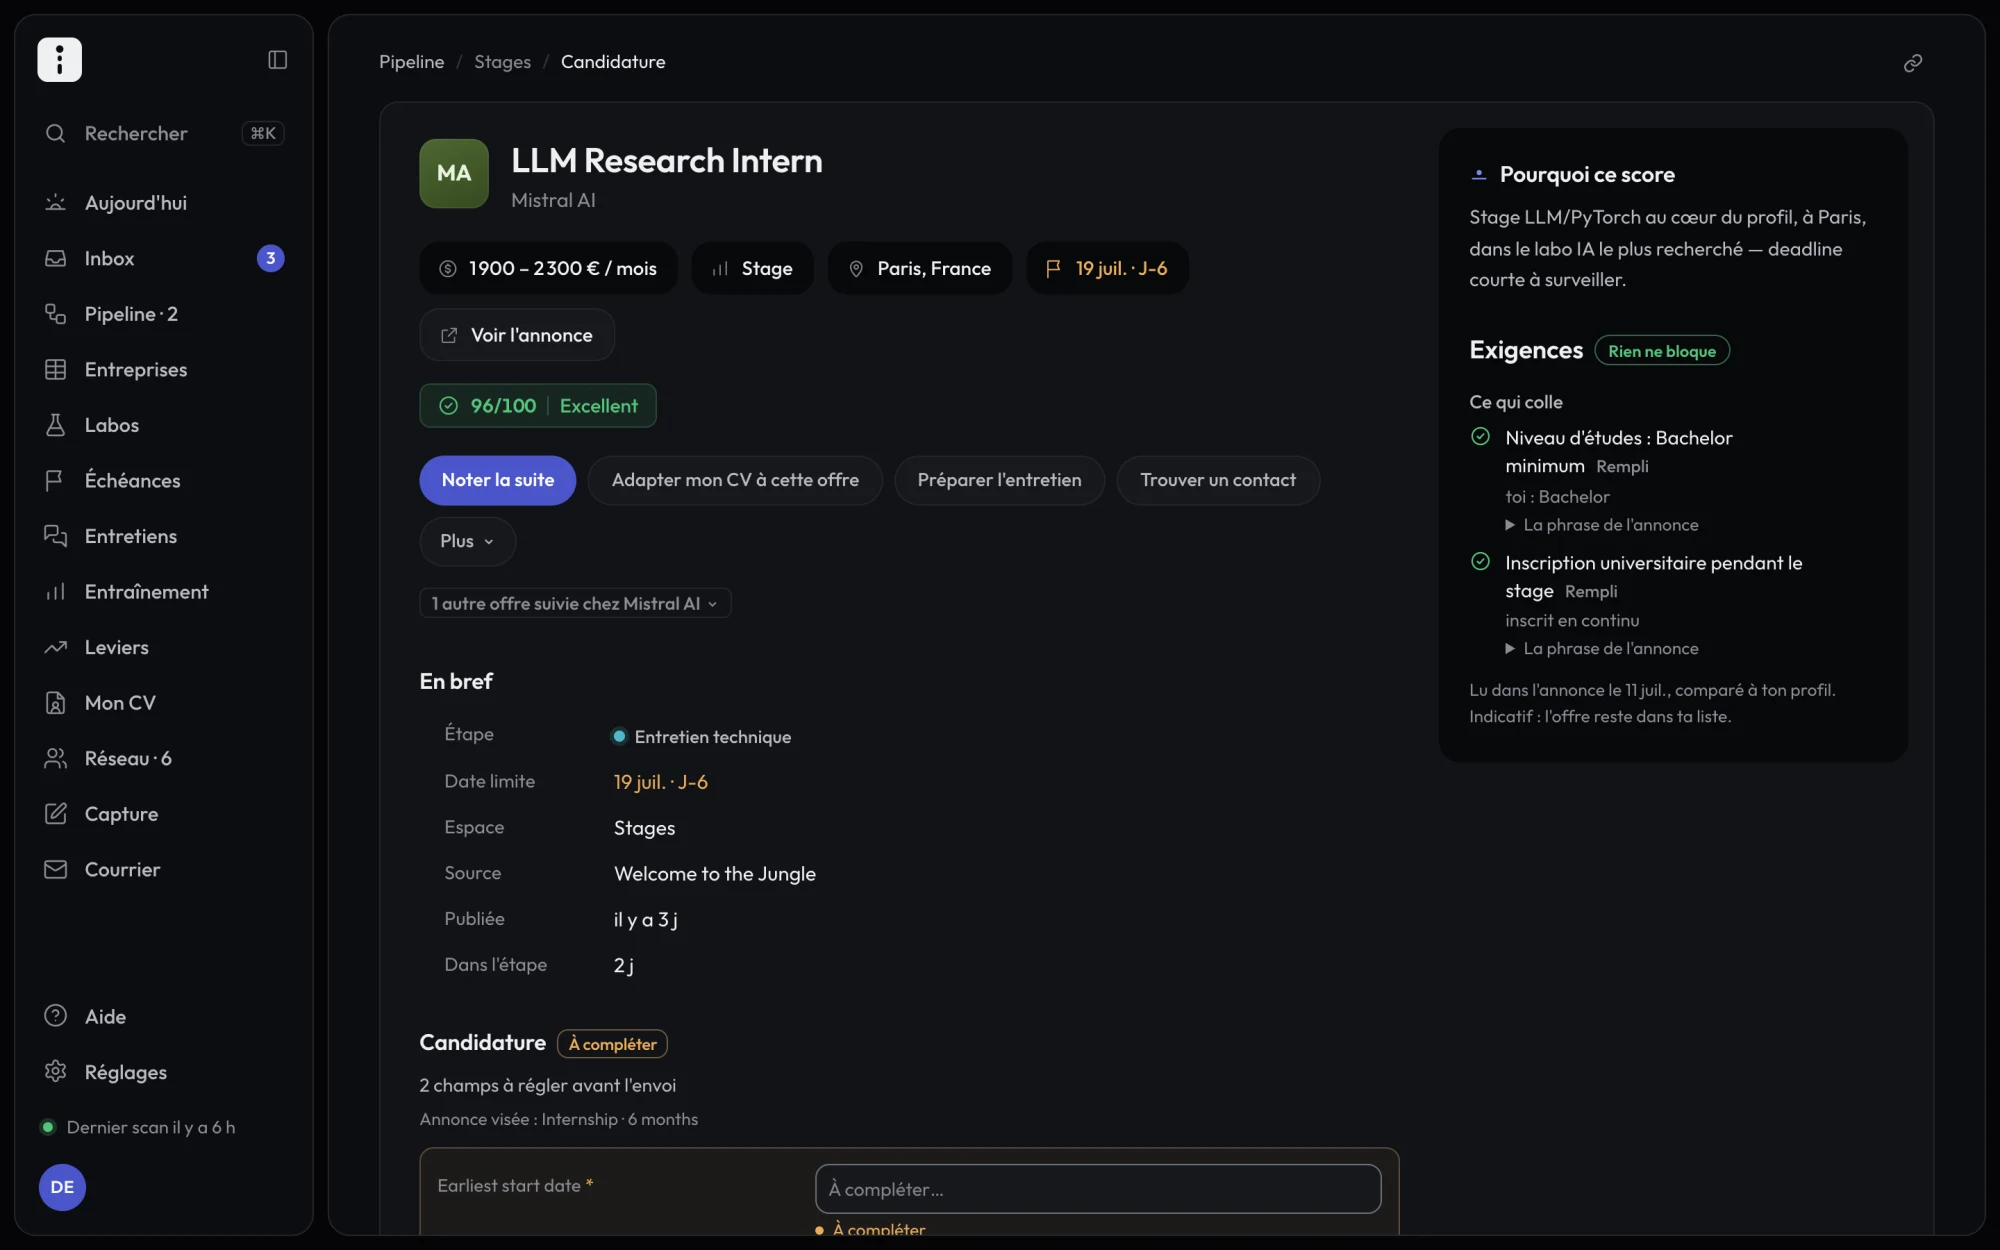 Rechercher
⌘K
Aujourd'hui
Inbox
3
Pipeline · 2
Entreprises
Labos
Échéances
Entretiens
Entraînement
Leviers
Mon CV
Réseau · 6
Capture
Courrier
Aide
Réglages
Dernier scan il y a 6 h
DE
Pipeline / Stages / Candidature
MA
LLM Research Intern
Mistral AI
1 900 – 2 300 € / mois
Stage
Paris, France
19 juil. · J-6
Voir l'annonce
96/100
Excellent
Noter la suite
Adapter mon CV à cette offre
Préparer l'entretien
Trouver un contact
Plus
1 autre offre suivie chez Mistral AI
En bref
Étape
Entretien technique
Date limite
19 juil. · J-6
Espace
Stages
Source
Welcome to the Jungle
Publiée
il y a 3 j
Dans l'étape
2 j
Candidature
À compléter
2 champs à régler avant l'envoi
Annonce visée : Internship · 6 months
Earliest start date *
À compléter…
À compléter
Pourquoi ce score
Stage LLM/PyTorch au cœur du profil, à Paris,
dans le labo IA le plus recherché — deadline
courte à surveiller.
Exigences
Rien ne bloque
Ce qui colle
Niveau d'études : Bachelor
minimum Rempli
toi : Bachelor
La phrase de l'annonce
Inscription universitaire pendant le
stage Rempli
inscrit en continu
La phrase de l'annonce
Lu dans l'annonce le 11 juil., comparé à ton profil.
Indicatif : l'offre reste dans ta liste.